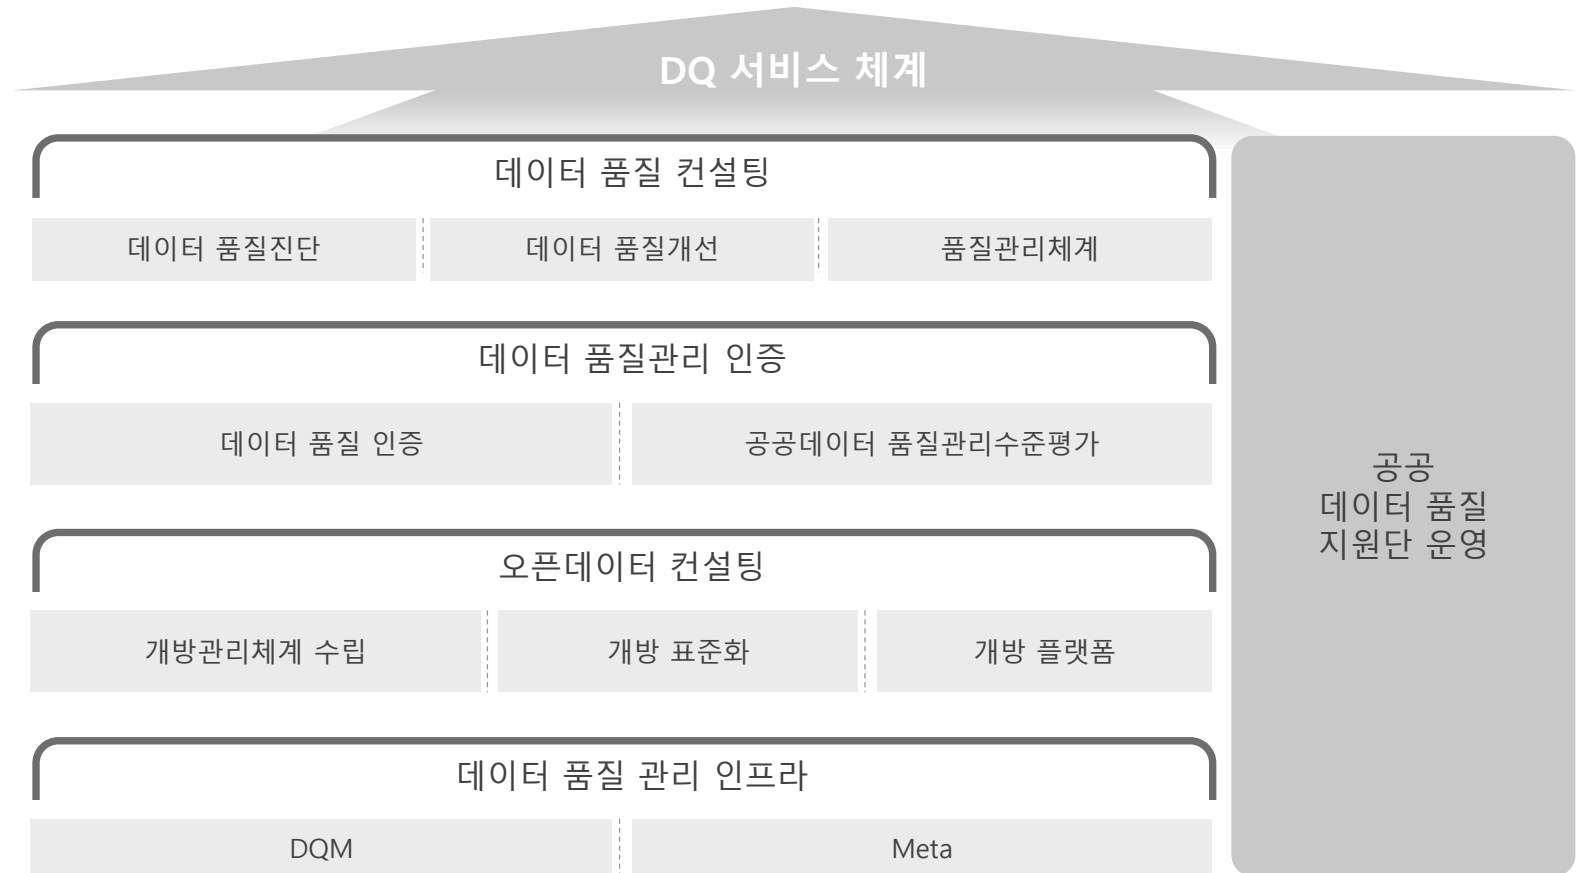 DQ 서비스 체계
데이터 품질 컨설팅
데이터 품질진단
데이터 품질개선
품질관리체계
데이터 품질관리 인증
데이터 품질 인증
공공데이터 품질관리수준평가
오픈데이터 컨설팅
개방관리체계 수립
개방 표준화
개방 플랫폼
데이터 품질 관리 인프라
DQM
Meta
공공
데이터 품질
지원단 운영